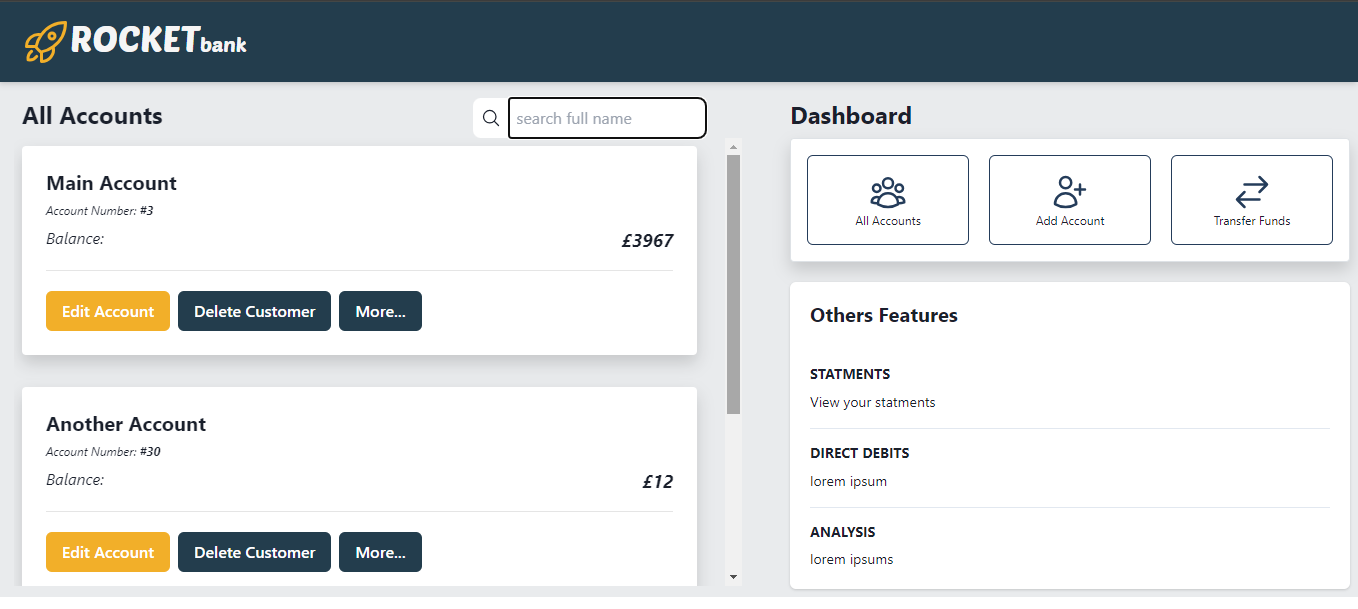 ROCKETbank
All Accounts
search full name
Main Account
Account Number: #3
Balance:
£3967
Edit Account
Delete Customer
More...
Another Account
Account Number: #30
Balance:
£12
Edit Account
Delete Customer
More...
Dashboard
All Accounts
Add Account
Transfer Funds
Others Features
STATMENTS
View your statments
DIRECT DEBITS
lorem ipsum
ANALYSIS
lorem ipsums